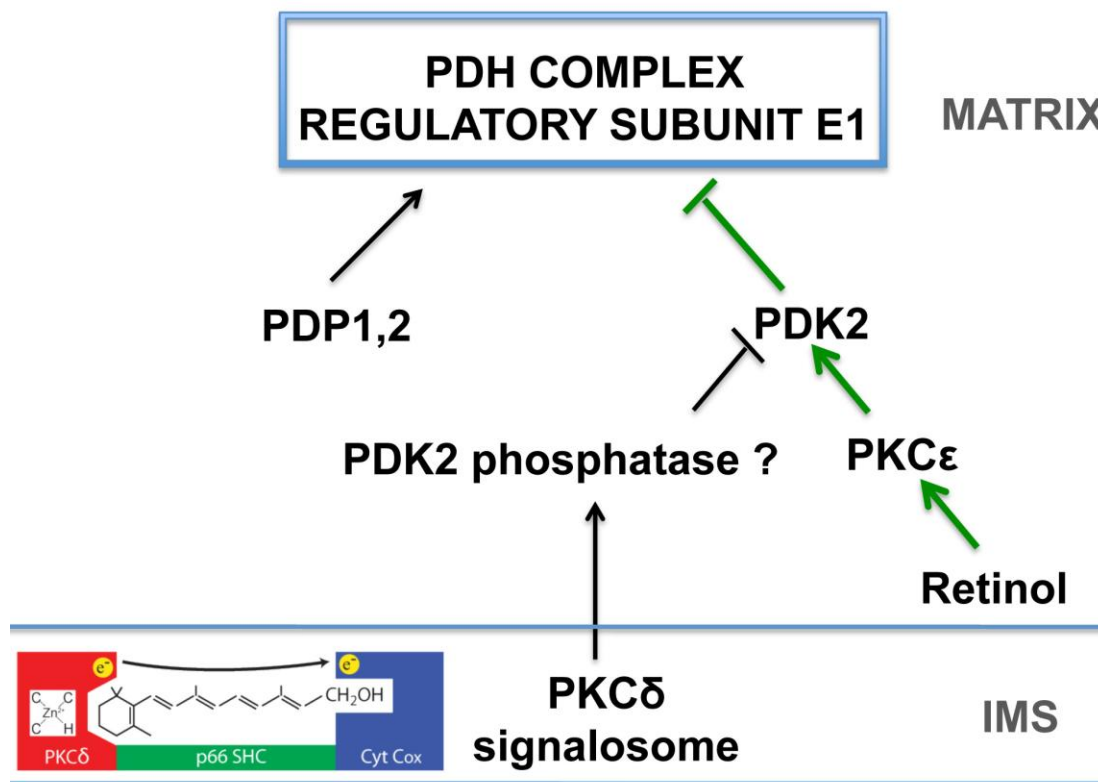 PDH COMPLEX
REGULATORY SUBUNIT E1
MATRIX
PDP1,2
PDK2
PDK2 phosphatase ?
PKCε
Retinol
e⁻ e⁻
C C
Zn²⁺
C H
CH₂OH
PKCδ p66 SHC Cyt Cox
PKCδ
signalosome
IMS